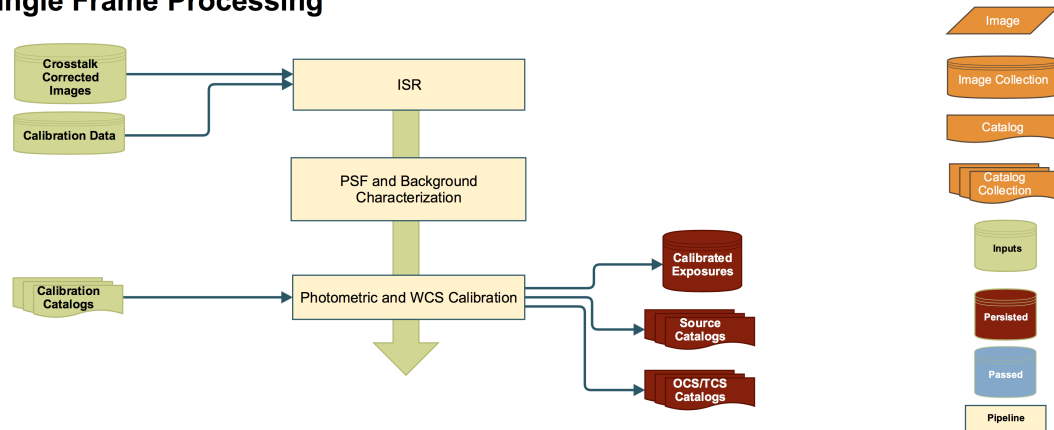 ingle Frame Processing
Crosstalk
Corrected
Images
Calibration Data
ISR
PSF and Background
Characterization
Calibration
Catalogs
Photometric and WCS Calibration
Calibrated
Exposures
Source
Catalogs
OCS/TCS
Catalogs
Image
Image Collection
Catalog
Catalog
Collection
Inputs
Persisted
Passed
Pipeline